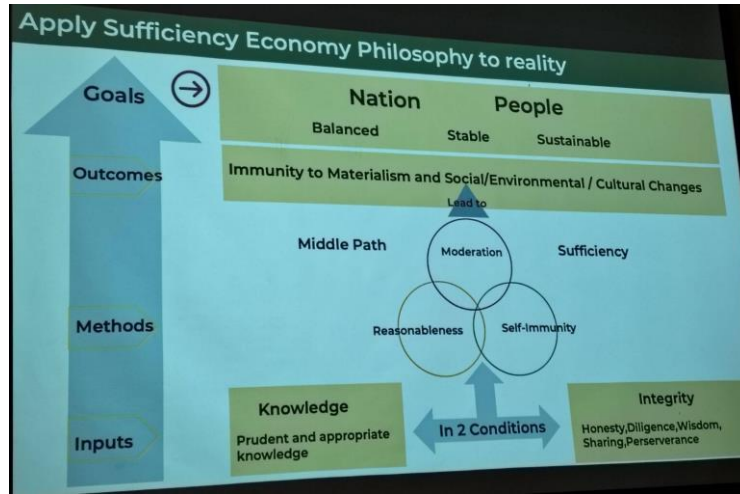 Apply Sufficiency Economy Philosophy to reality
Goals
Nation People
Balanced Stable Sustainable
Outcomes
Immunity to Materialism and Social/Environmental / Cultural Changes
Lead to
Middle Path
Moderation
Sufficiency
Methods
Reasonableness
Self-Immunity
Inputs
Knowledge
Prudent and appropriate
knowledge
In 2 Conditions
Integrity
Honesty,Diligence,Wisdom,
Sharing,Perserverance